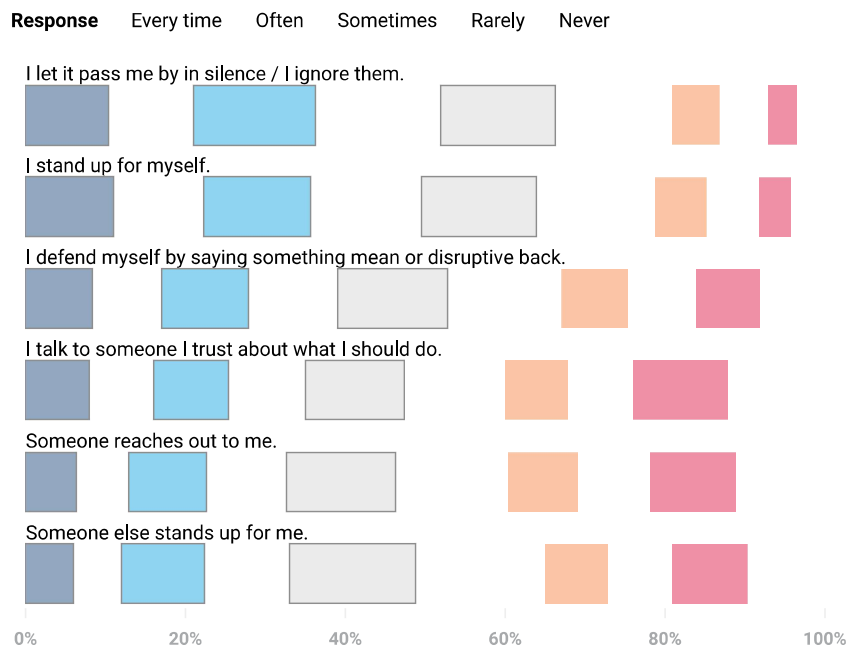 Response Every time Often Sometimes Rarely Never
I let it pass me by in silence / I ignore them.
I stand up for myself.
I defend myself by saying something mean or disruptive back.
I talk to someone I trust about what I should do.
Someone reaches out to me.
Someone else stands up for me.
0% 20% 40% 60% 80% 100%